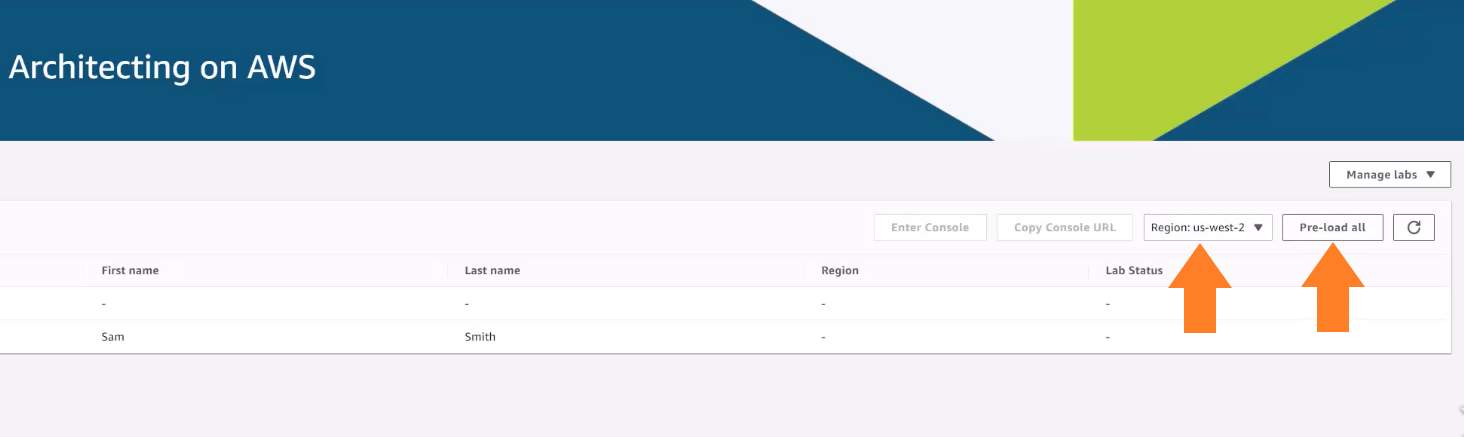 Architecting on AWS
Manage labs
Enter Console Copy Console URL Region: us-west-2 Pre-load all
First name Last name Region Lab Status
- - - -
Sam Smith - -